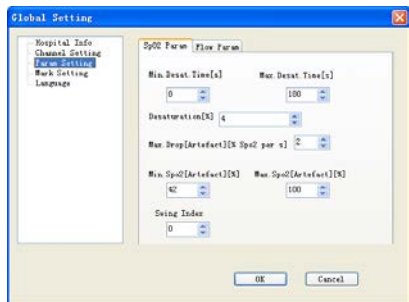 Global Setting
Hospital Info
Channel Setting
Param Setting
Mark Setting
Language
SpO2 Param Flow Param
Min.Desat.Time[s] Max.Desat.Time[s]
0 100
Desaturation[%] 4
Max.Drop[Artefact][% Spo2 per s] 2
Min.Spo2[Artefact][%] Max.Spo2[Artefact][%]
42 100
Swing Index
0
OK Cancel